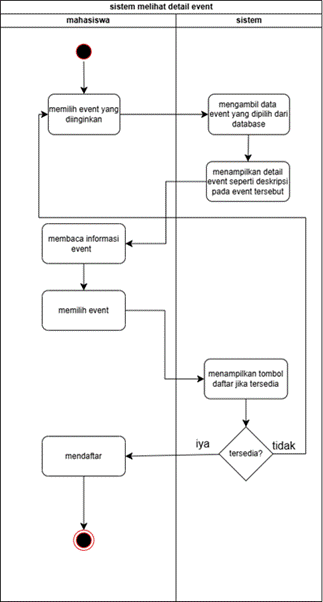 sistem melihat detail event
mahasiswa
sistem
memilih event yang
diinginkan
mengambil data
event yang dipilih dari
database
menampilkan detail
event seperti deskripsi
pada event tersebut
membaca informasi
event
memilih event
menampilkan tombol
daftar jika tersedia
iya
tersedia?
tidak
mendaftar